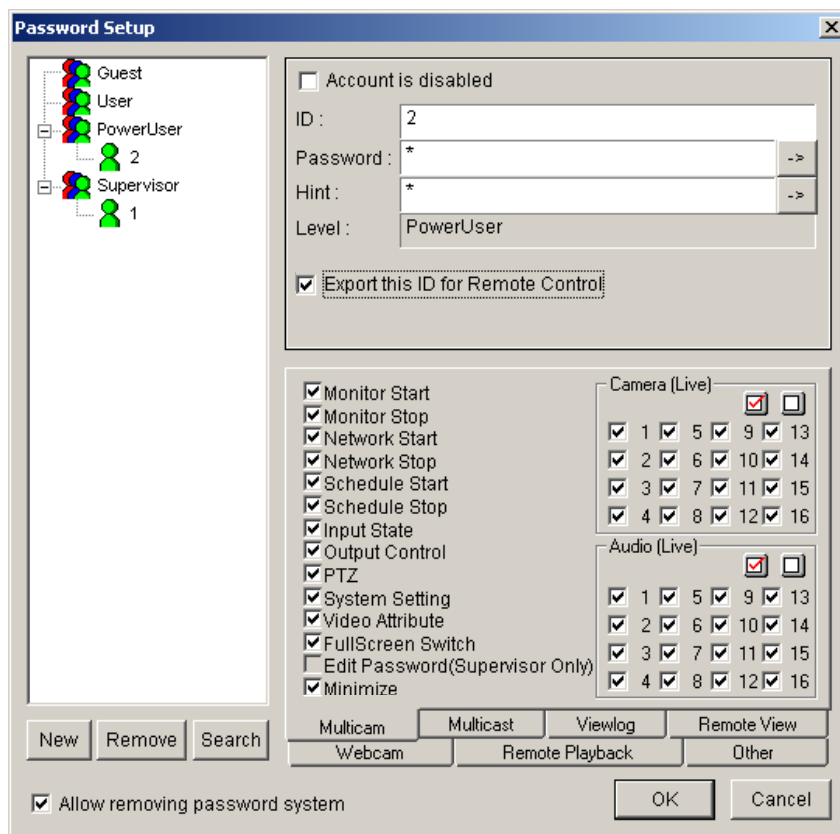 Password Setup
Guest
User
PowerUser
2
Supervisor
1
New Remove Search
Account is disabled
ID : 2
Password : * ->
Hint : * ->
Level : PowerUser
Export this ID for Remote Control
Monitor Start
Monitor Stop
Network Start
Network Stop
Schedule Start
Schedule Stop
Input State
Output Control
PTZ
System Setting
Video Attribute
FullScreen Switch
Edit Password(Supervisor Only)
Minimize
Camera (Live)
1 5 9 13
2 6 10 14
3 7 11 15
4 8 12 16
Audio (Live)
1 5 9 13
2 6 10 14
3 7 11 15
4 8 12 16
Multicam Multicast Viewlog Remote View
Webcam Remote Playback Other
Allow removing password system
OK Cancel